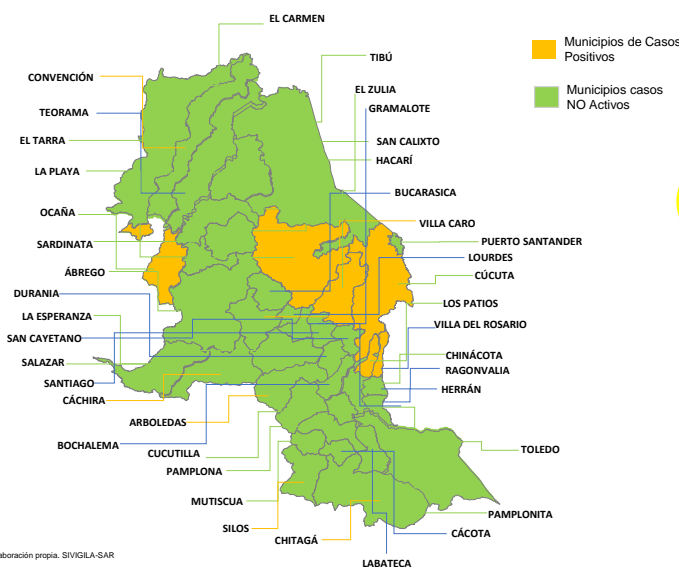 EL CARMEN
Municipios de Casos
Positivos
Municipios casos
NO Activos
TIBÚ
CONVENCIÓN
EL ZULIA
TEORAMA
GRAMALOTE
EL TARRA
SAN CALIXTO
HACARÍ
LA PLAYA
BUCARASICA
OCAÑA
VILLA CARO
SARDINATA
PUERTO SANTANDER
LOURDES
ÁBREGO
CÚCUTA
DURANIA
LOS PATIOS
LA ESPERANZA
VILLA DEL ROSARIO
SAN CAYETANO
CHINÁCOTA
SALAZAR
RAGONVALIA
SANTIAGO
HERRÁN
CÁCHIRA
ARBOLEDAS
BOCHALEMA
TOLEDO
CUCUTILLA
PAMPLONA
MUTISCUA
PAMPLONITA
SILOS
CÁCOTA
CHITAGÁ
aboración propia. SIVIGILA-SAR
LABATECA